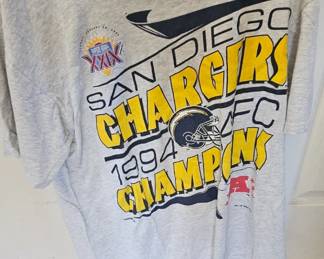 XXIX
SAN DIEGO
CHARGERS
1994 AFC
CHAMPIONS